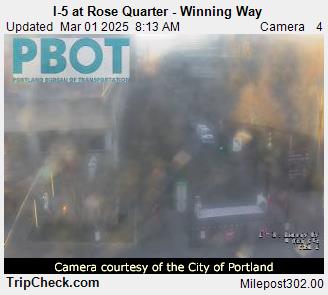 I-5 at Rose Quarter - Winning Way
Updated Mar 01 2025 8:13 AM Camera 4
PBOT
PORTLAND BUREAU OF TRANSPORTATION
Camera courtesy of the City of Portland
TripCheck.com Milepost302.00